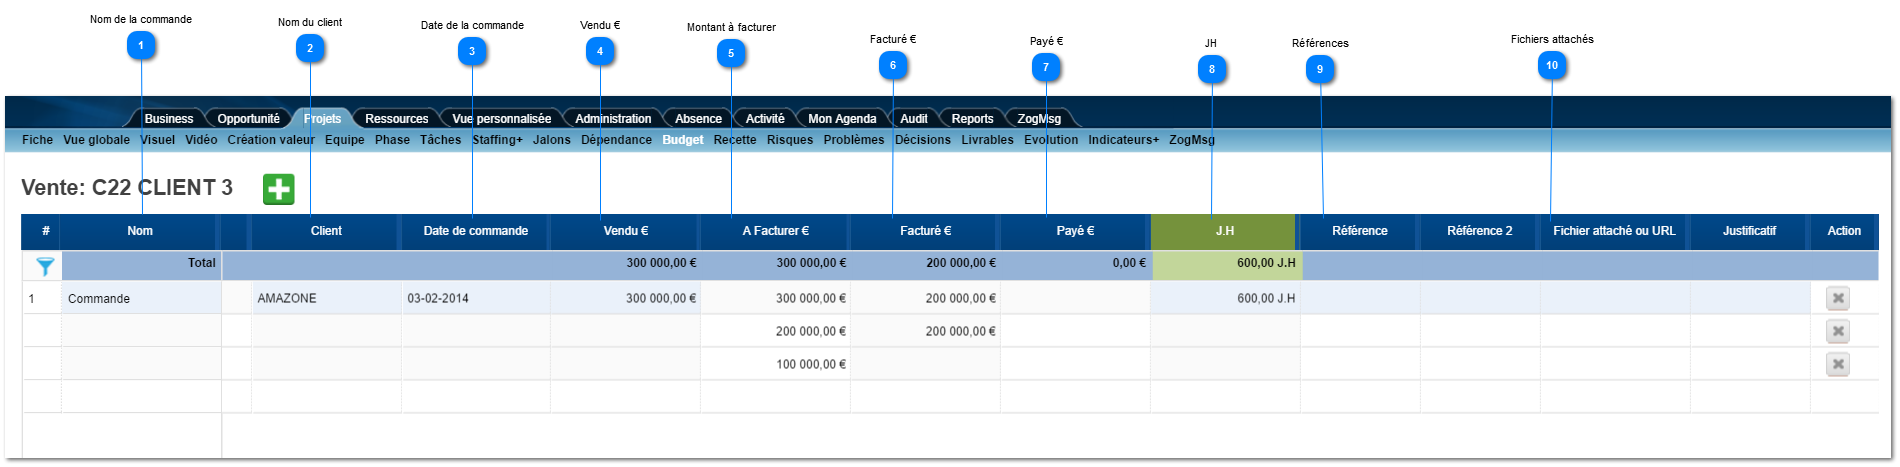 Nom de la commande
1
Nom du client
2
Date de la commande
3
Vendu €
4
Montant à facturer
5
Facturé €
6
Payé €
7
JH
8
Références
9
Fichiers attachés
10
Business Opportunité Projets Ressources Vue personnalisée Administration Absence Activité Mon Agenda Audit Reports ZogMsg
Fiche Vue globale Visuel Vidéo Création valeur Equipe Phase Tâches Staffing+ Jalons Dépendance Budget Recette Risques Problèmes Décisions Livrables Evolution Indicateurs+ ZogMsg
Vente: C22 CLIENT 3
# Nom Client Date de commande Vendu € A Facturer € Facturé € Payé € J.H Référence Référence 2 Fichier attaché ou URL Justificatif Action
Total 300 000,00 € 300 000,00 € 200 000,00 € 0,00 € 600,00 J.H
1 Commande AMAZONE 03-02-2014 300 000,00 € 300 000,00 € 200 000,00 € 600,00 J.H
200 000,00 € 200 000,00 €
100 000,00 €